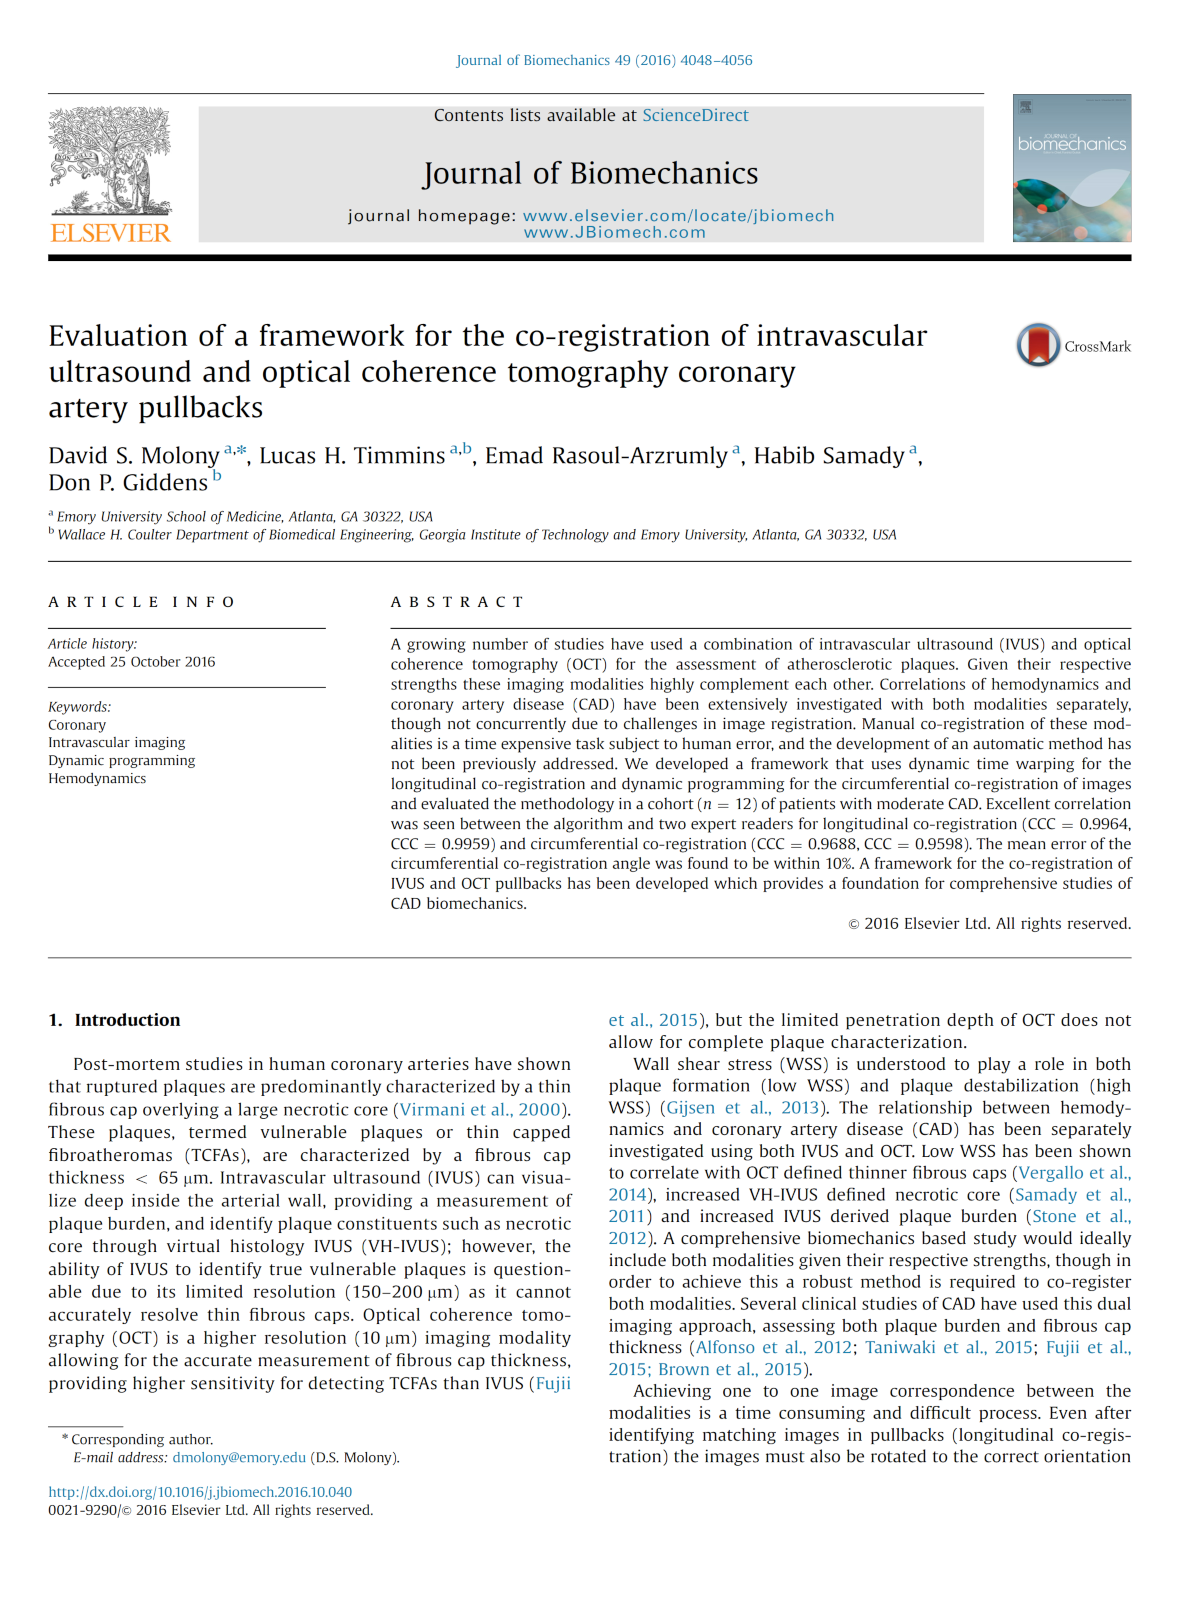 Journal of Biomechanics 49 (2016) 4048–4056
Contents lists available at ScienceDirect
Journal of Biomechanics
journal homepage: www.elsevier.com/locate/jbiomech
www.JBiomech.com
ELSEVIER
JOURNAL OF
biomechanics
Evaluation of a framework for the co-registration of intravascular
ultrasound and optical coherence tomography coronary
artery pullbacks
CrossMark
David S. Molony a,*, Lucas H. Timmins a,b, Emad Rasoul-Arzrumly a, Habib Samady a,
Don P. Giddens b
a Emory University School of Medicine, Atlanta, GA 30322, USA
b Wallace H. Coulter Department of Biomedical Engineering, Georgia Institute of Technology and Emory University, Atlanta, GA 30332, USA
ARTICLE INFO
Article history:
Accepted 25 October 2016
Keywords:
Coronary
Intravascular imaging
Dynamic programming
Hemodynamics
ABSTRACT
A growing number of studies have used a combination of intravascular ultrasound (IVUS) and optical
coherence tomography (OCT) for the assessment of atherosclerotic plaques. Given their respective
strengths these imaging modalities highly complement each other. Correlations of hemodynamics and
coronary artery disease (CAD) have been extensively investigated with both modalities separately,
though not concurrently due to challenges in image registration. Manual co-registration of these mod-
alities is a time expensive task subject to human error, and the development of an automatic method has
not been previously addressed. We developed a framework that uses dynamic time warping for the
longitudinal co-registration and dynamic programming for the circumferential co-registration of images
and evaluated the methodology in a cohort (n = 12) of patients with moderate CAD. Excellent correlation
was seen between the algorithm and two expert readers for longitudinal co-registration (CCC = 0.9964,
CCC = 0.9959) and circumferential co-registration (CCC = 0.9688, CCC = 0.9598). The mean error of the
circumferential co-registration angle was found to be within 10%. A framework for the co-registration of
IVUS and OCT pullbacks has been developed which provides a foundation for comprehensive studies of
CAD biomechanics.
© 2016 Elsevier Ltd. All rights reserved.
1. Introduction
Post-mortem studies in human coronary arteries have shown
that ruptured plaques are predominantly characterized by a thin
fibrous cap overlying a large necrotic core (Virmani et al., 2000).
These plaques, termed vulnerable plaques or thin capped
fibroatheromas (TCFAs), are characterized by a fibrous cap
thickness < 65 μm. Intravascular ultrasound (IVUS) can visua-
lize deep inside the arterial wall, providing a measurement of
plaque burden, and identify plaque constituents such as necrotic
core through virtual histology IVUS (VH-IVUS); however, the
ability of IVUS to identify true vulnerable plaques is question-
able due to its limited resolution (150–200 μm) as it cannot
accurately resolve thin fibrous caps. Optical coherence tomo-
graphy (OCT) is a higher resolution (10 μm) imaging modality
allowing for the accurate measurement of fibrous cap thickness,
providing higher sensitivity for detecting TCFAs than IVUS (Fujii
et al., 2015), but the limited penetration depth of OCT does not
allow for complete plaque characterization.
Wall shear stress (WSS) is understood to play a role in both
plaque formation (low WSS) and plaque destabilization (high
WSS) (Gijsen et al., 2013). The relationship between hemody-
namics and coronary artery disease (CAD) has been separately
investigated using both IVUS and OCT. Low WSS has been shown
to correlate with OCT defined thinner fibrous caps (Vergallo et al.,
2014), increased VH-IVUS defined necrotic core (Samady et al.,
2011) and increased IVUS derived plaque burden (Stone et al.,
2012). A comprehensive biomechanics based study would ideally
include both modalities given their respective strengths, though in
order to achieve this a robust method is required to co-register
both modalities. Several clinical studies of CAD have used this dual
imaging approach, assessing both plaque burden and fibrous cap
thickness (Alfonso et al., 2012; Taniwaki et al., 2015; Fujii et al.,
2015; Brown et al., 2015).
Achieving one to one image correspondence between the
modalities is a time consuming and difficult process. Even after
identifying matching images in pullbacks (longitudinal co-regis-
tration) the images must also be rotated to the correct orientation
* Corresponding author.
E-mail address: dmolony@emory.edu (D.S. Molony).
http://dx.doi.org/10.1016/j.jbiomech.2016.10.040
0021-9290/© 2016 Elsevier Ltd. All rights reserved.